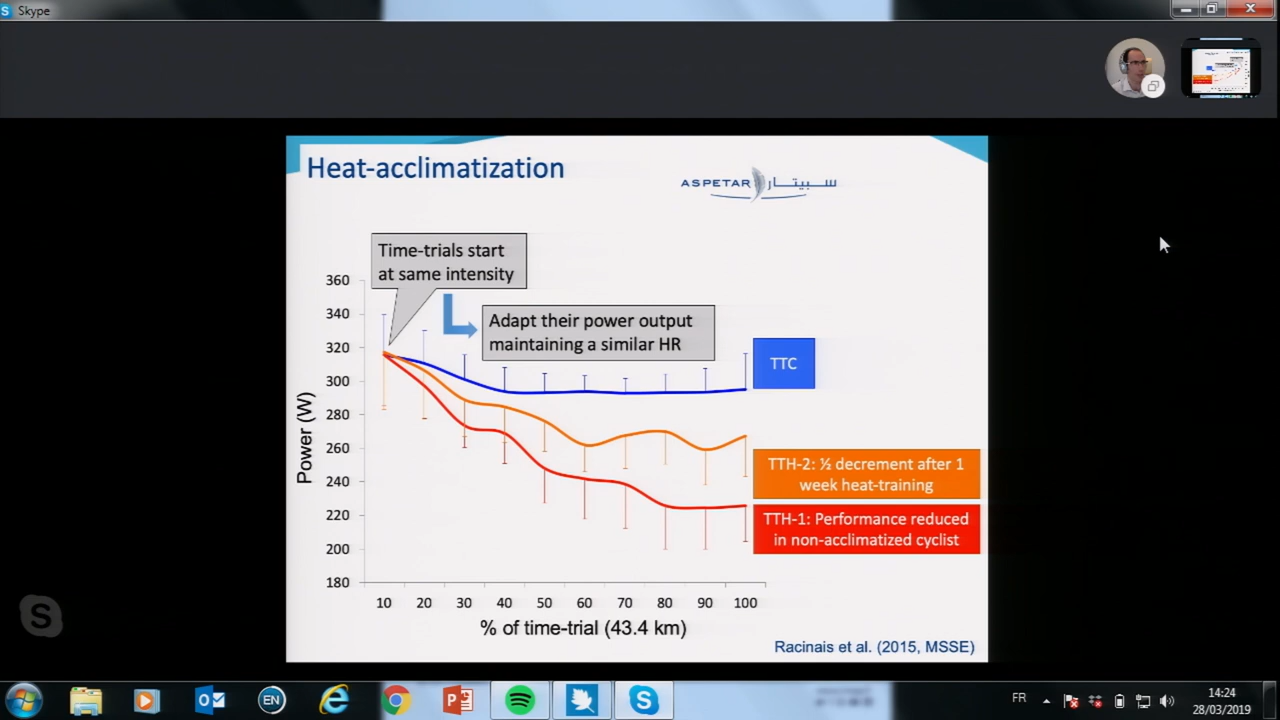 Skype
Heat-acclimatization
ASPETAR سبيتار
Time-trials start
at same intensity
Adapt their power output
maintaining a similar HR
TTC
TTH-2: ½ decrement after 1
week heat-training
TTH-1: Performance reduced
in non-acclimatized cyclist
Power (W)
360
340
320
300
280
260
240
220
200
180
10 20 30 40 50 60 70 80 90 100
% of time-trial (43.4 km)
Racinais et al. (2015, MSSE)
EN
FR
14:24
28/03/2019